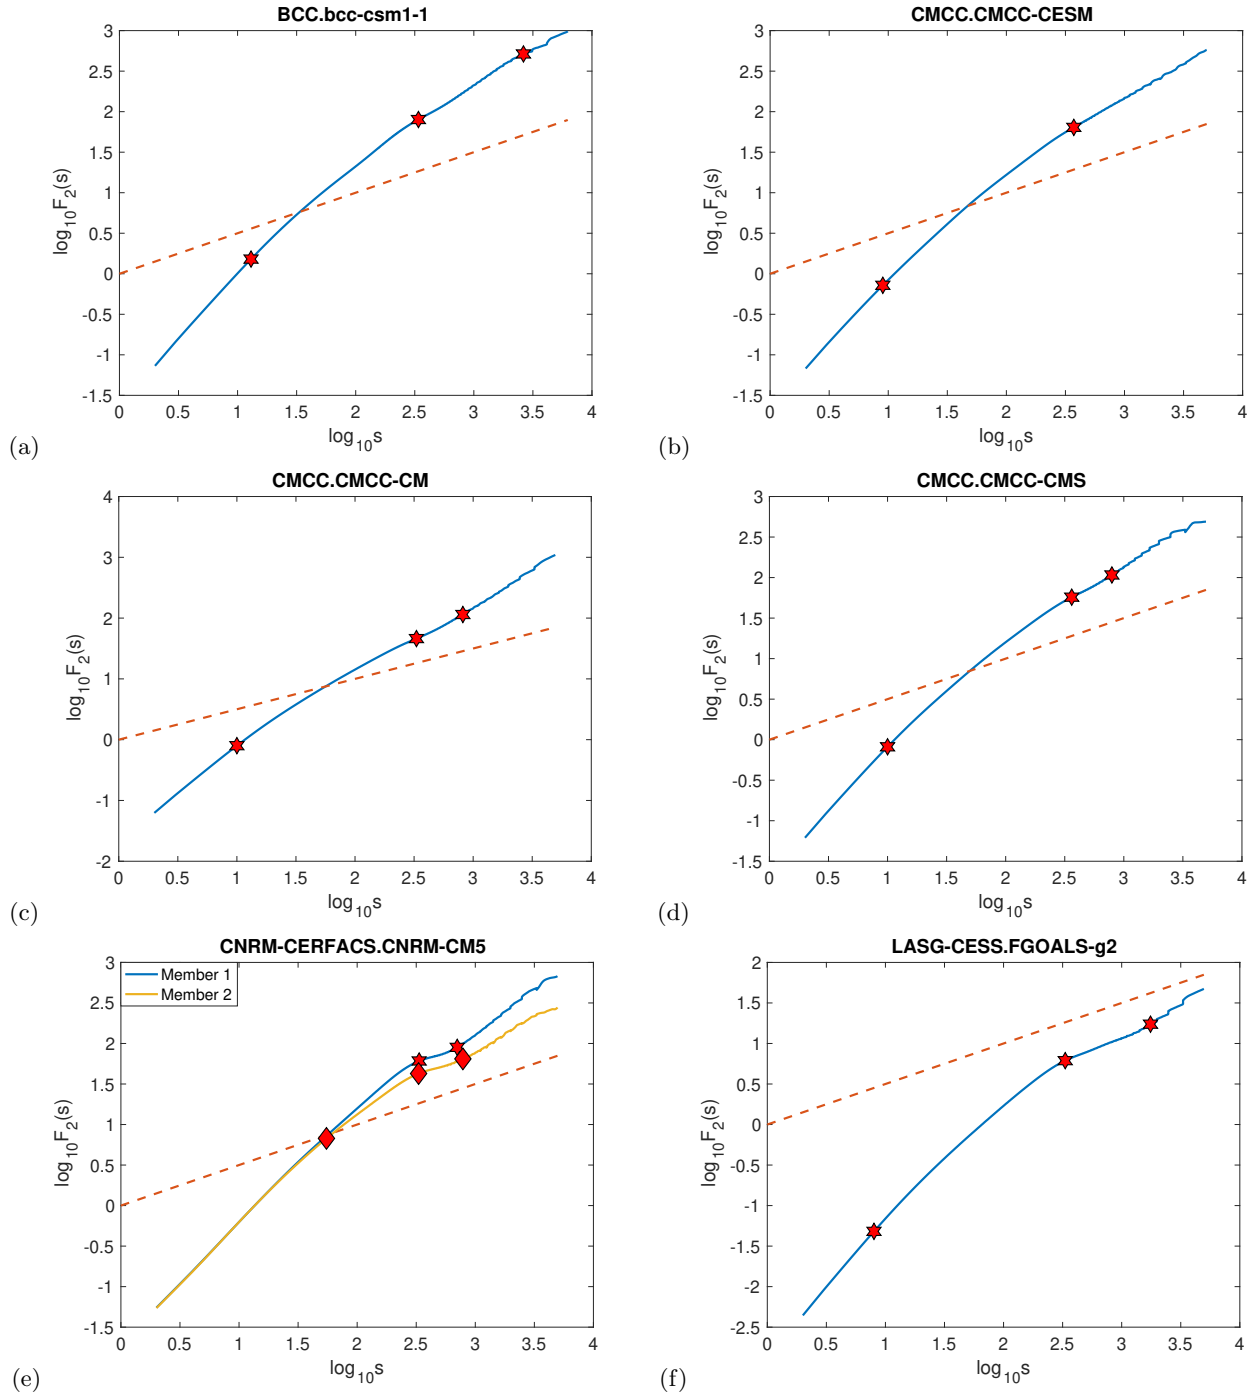 BCC.bcc-csm1-1
3
2.5
2
1.5
1
0.5
0
-0.5
-1
-1.5
log10F2(s)
0 0.5 1 1.5 2 2.5 3 3.5 4
log10s
(a)
CMCC.CMCC-CESM
3
2.5
2
1.5
1
0.5
0
-0.5
-1
-1.5
log10F2(s)
0 0.5 1 1.5 2 2.5 3 3.5 4
log10s
(b)
CMCC.CMCC-CM
4
3
2
1
0
-1
-2
log10F2(s)
0 0.5 1 1.5 2 2.5 3 3.5 4
log10s
(c)
CMCC.CMCC-CMS
3
2.5
2
1.5
1
0.5
0
-0.5
-1
-1.5
log10F2(s)
0 0.5 1 1.5 2 2.5 3 3.5 4
log10s
(d)
CNRM-CERFACS.CNRM-CM5
Member 1
Member 2
3
2.5
2
1.5
1
0.5
0
-0.5
-1
-1.5
log10F2(s)
0 0.5 1 1.5 2 2.5 3 3.5 4
log10s
(e)
LASG-CESS.FGOALS-g2
2
1.5
1
0.5
0
-0.5
-1
-1.5
-2
-2.5
log10F2(s)
0 0.5 1 1.5 2 2.5 3 3.5 4
log10s
(f)